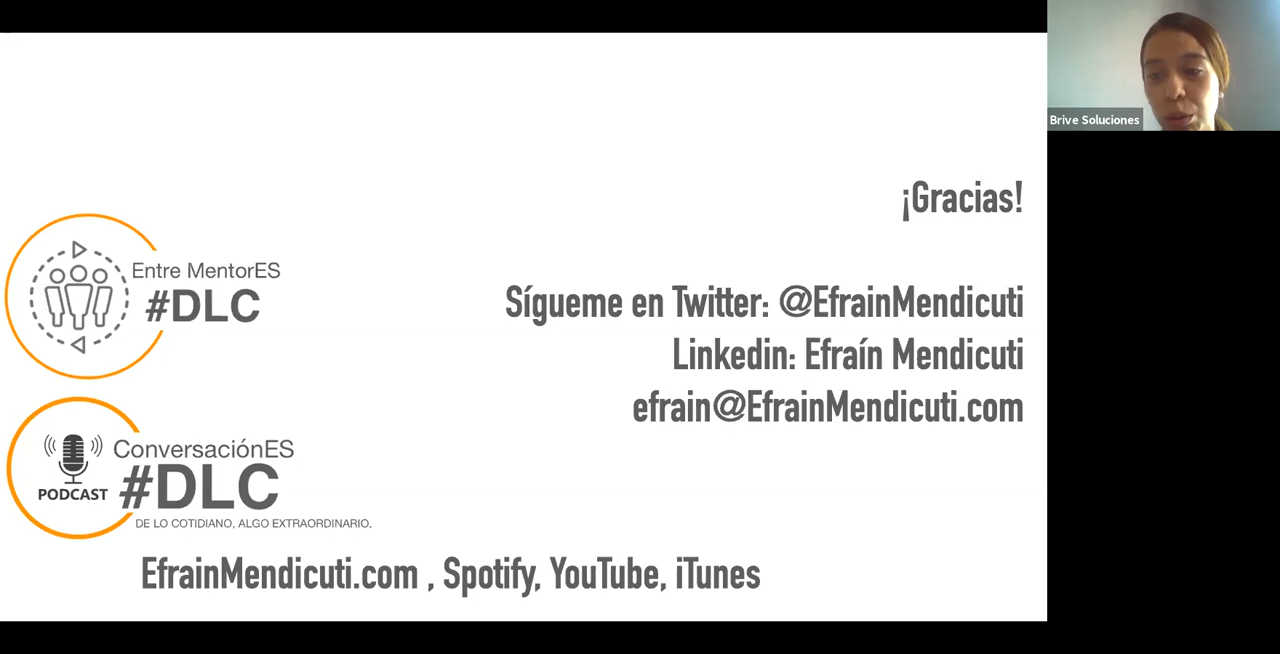 Brive Soluciones
¡Gracias!
Sígueme en Twitter: @EfrainMendicuti
Linkedin: Efraín Mendicuti
efrain@EfrainMendicuti.com
Entre MentorES
#DLC
ConversaciónES
PODCAST #DLC
DE LO COTIDIANO, ALGO EXTRAORDINARIO.
EfrainMendicuti.com , Spotify, YouTube, iTunes